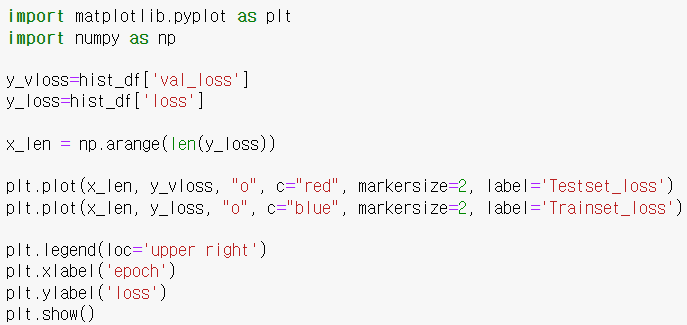 import matplotlib.pyplot as plt
import numpy as np
y_vloss=hist_df['val_loss']
y_loss=hist_df['loss']
x_len = np.arange(len(y_loss))
plt.plot(x_len, y_vloss, "o", c="red", markersize=2, label='Testset_loss')
plt.plot(x_len, y_loss, "o", c="blue", markersize=2, label='Trainset_loss')
plt.legend(loc='upper right')
plt.xlabel('epoch')
plt.ylabel('loss')
plt.show()